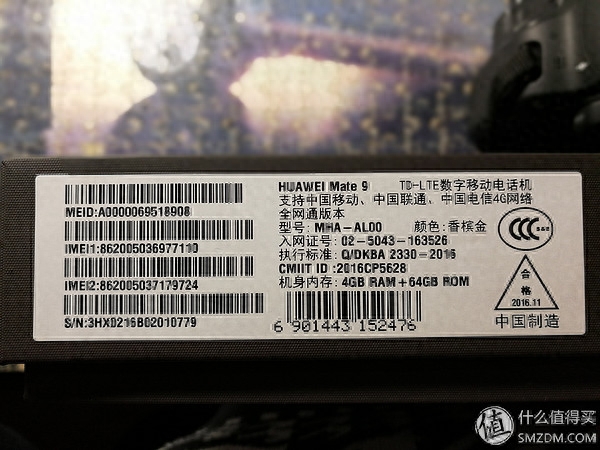 MEID:A0000069518908
IMEI1:862005036977110
IMEI2:862005037179724
S/N:3HX0216B02010779
HUAWEI Mate 9 TD-LTE数字移动电话机
支持中国移动、中国联通、中国电信4G网络
全网通版本
型号: MHA-AL00 颜色: 香槟金
入网证号: 02-5043-163526
执行标准: Q/DKBA 2330-2016
CMIIT ID :2016CP5628
机身内存: 4GB RAM+64GB ROM
6 901443 152476
CCC
合格
2016.11
中国制造
值 什么值得买
SMZDM.COM